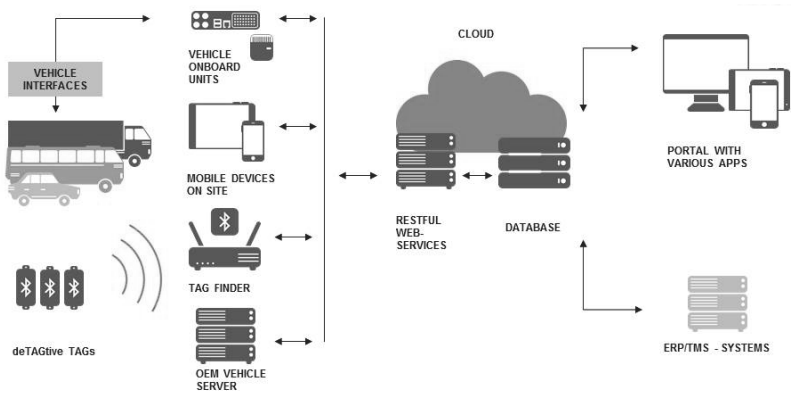 VEHICLE
INTERFACES
VEHICLE
ONBOARD
UNITS
MOBILE DEVICES
ON SITE
TAG FINDER
OEM VEHICLE
SERVER
deTAGtive TAGs
CLOUD
RESTFUL
WEB-
SERVICES
DATABASE
PORTAL WITH
VARIOUS APPS
ERP/TMS - SYSTEMS